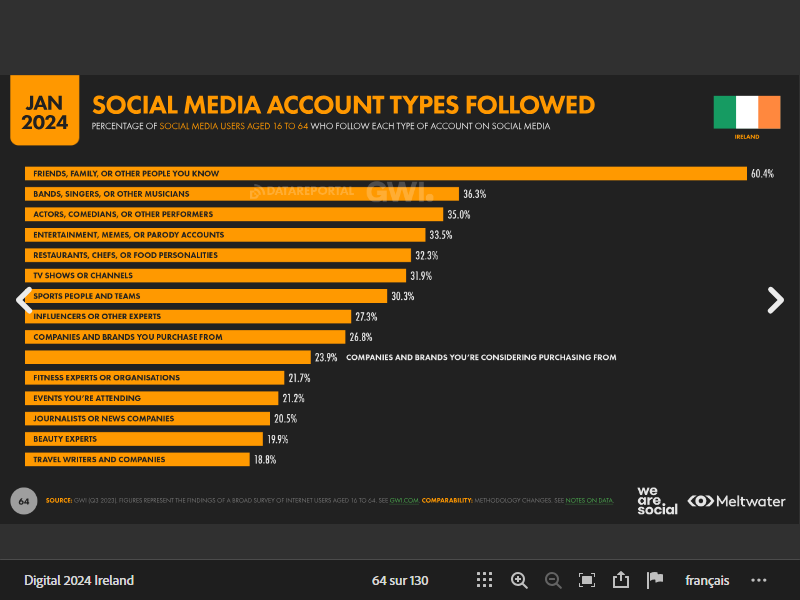 JAN
2024
SOCIAL MEDIA ACCOUNT TYPES FOLLOWED
PERCENTAGE OF SOCIAL MEDIA USERS AGED 16 TO 64 WHO FOLLOW EACH TYPE OF ACCOUNT ON SOCIAL MEDIA
IRELAND
FRIENDS, FAMILY, OR OTHER PEOPLE YOU KNOW 60.4%
BANDS, SINGERS, OR OTHER MUSICIANS 36.3%
DATAREPORTAL GWI.
ACTORS, COMEDIANS, OR OTHER PERFORMERS 35.0%
ENTERTAINMENT, MEMES, OR PARODY ACCOUNTS 33.5%
RESTAURANTS, CHEFS, OR FOOD PERSONALITIES 32.3%
TV SHOWS OR CHANNELS 31.9%
SPORTS PEOPLE AND TEAMS 30.3%
INFLUENCERS OR OTHER EXPERTS 27.3%
COMPANIES AND BRANDS YOU PURCHASE FROM 26.8%
23.9% COMPANIES AND BRANDS YOU'RE CONSIDERING PURCHASING FROM
FITNESS EXPERTS OR ORGANISATIONS 21.7%
EVENTS YOU'RE ATTENDING 21.2%
JOURNALISTS OR NEWS COMPANIES 20.5%
BEAUTY EXPERTS 19.9%
TRAVEL WRITERS AND COMPANIES 18.8%
64
SOURCE: GWI (Q3 2023). FIGURES REPRESENT THE FINDINGS OF A BROAD SURVEY OF INTERNET USERS AGED 16 TO 64. SEE GWI.COM. COMPARABILITY: METHODOLOGY CHANGES. SEE NOTES ON DATA.
we
are.
social
Meltwater
Digital 2024 Ireland
64 sur 130
français